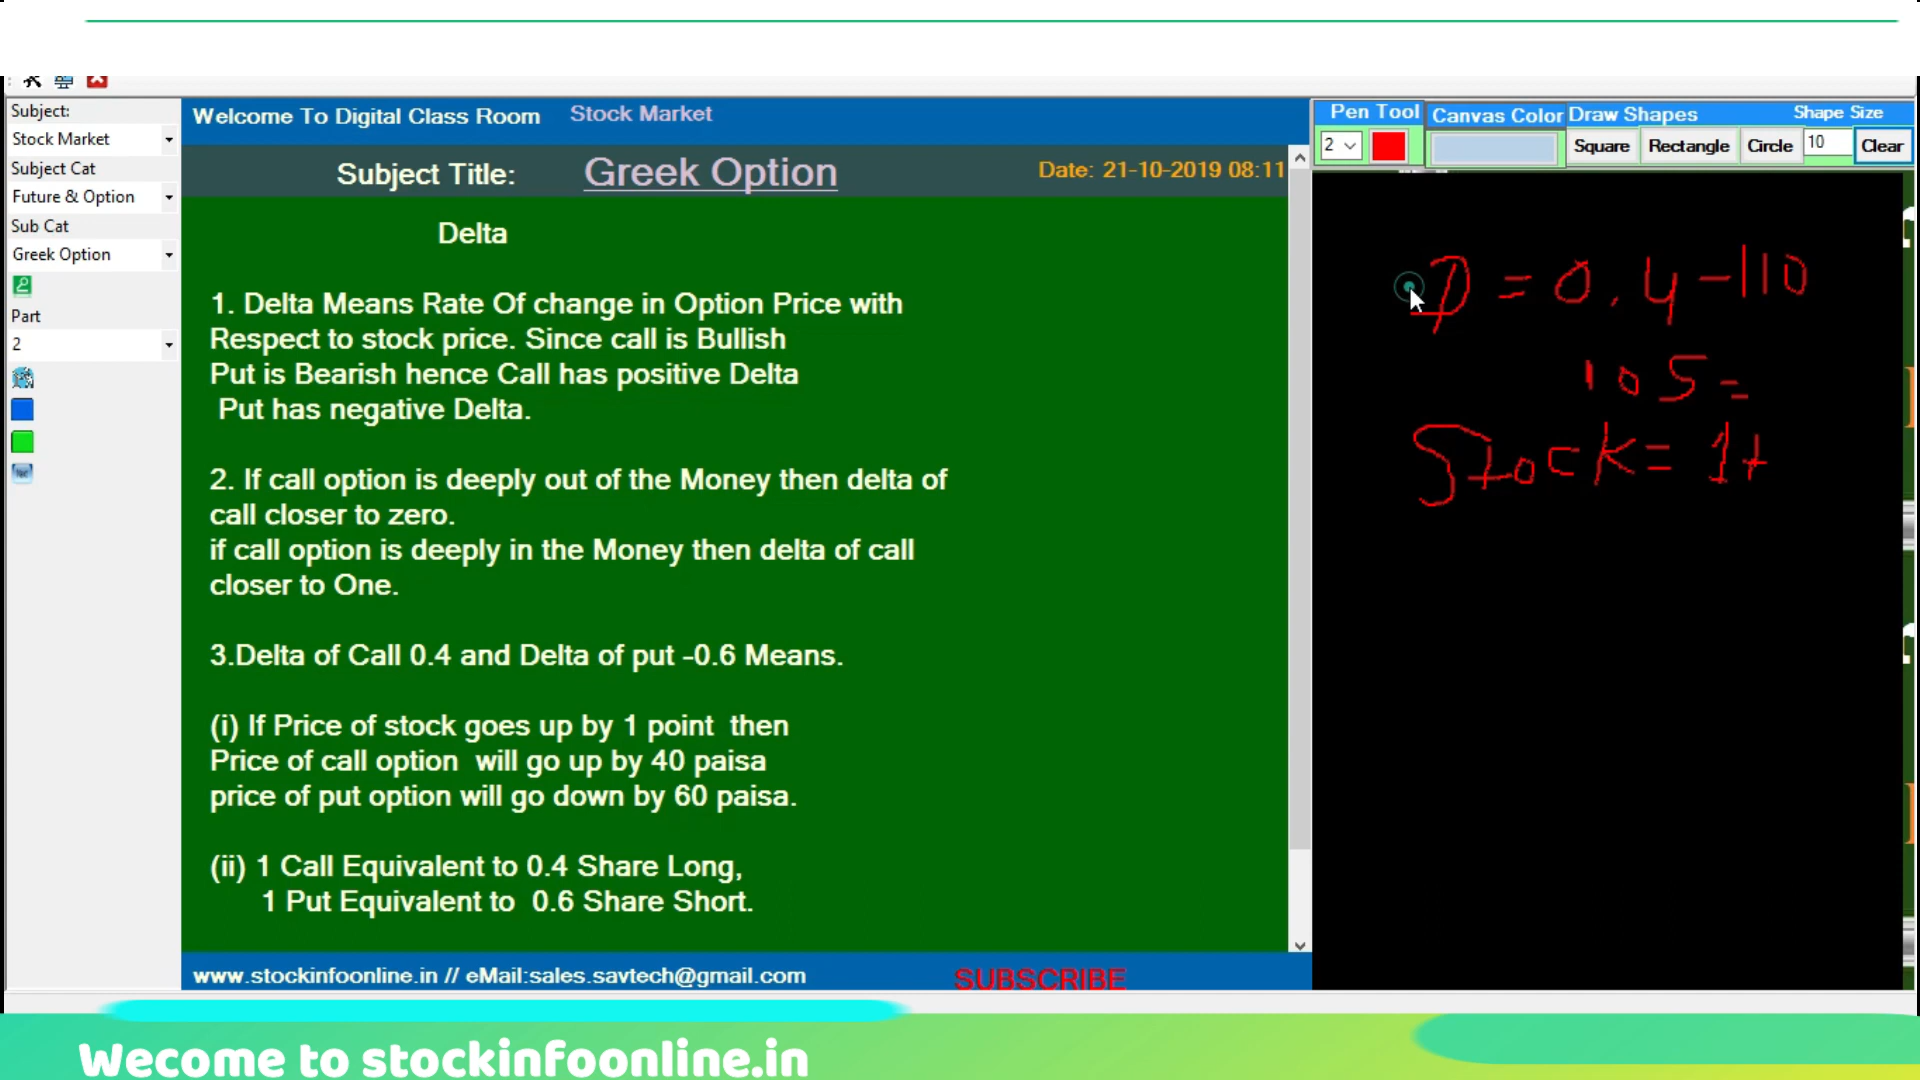 Subject:
Stock Market
Subject Cat
Future & Option
Sub Cat
Greek Option
Part
2
Welcome To Digital Class Room Stock Market
Subject Title: Greek Option Date: 21-10-2019 08:11
Delta
1. Delta Means Rate Of change in Option Price with
Respect to stock price. Since call is Bullish
Put is Bearish hence Call has positive Delta
Put has negative Delta.
2. If call option is deeply out of the Money then delta of
call closer to zero.
if call option is deeply in the Money then delta of call
closer to One.
3.Delta of Call 0.4 and Delta of put -0.6 Means.
(i) If Price of stock goes up by 1 point then
Price of call option will go up by 40 paisa
price of put option will go down by 60 paisa.
(ii) 1 Call Equivalent to 0.4 Share Long,
1 Put Equivalent to 0.6 Share Short.
www.stockinfoonline.in // eMail:sales.savtech@gmail.com SUBSCRIBE
Pen Tool Canvas Color Draw Shapes Shape Size
2 Square Rectangle Circle 10 Clear
D = 0.4 - 110
105 =
Stock = 1+
Wecome to stockinfoonline.in